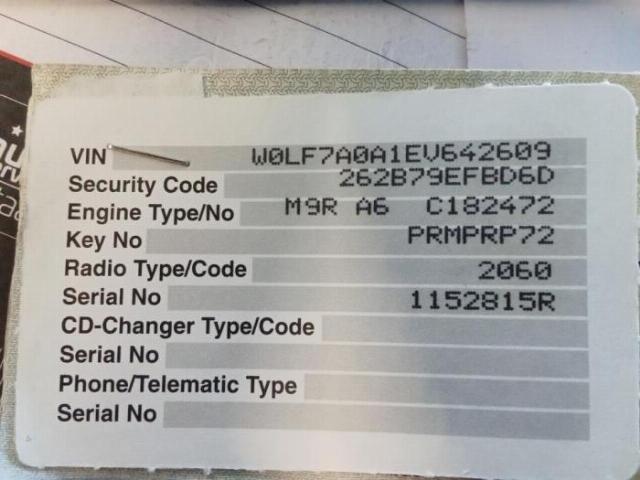 VIN W0LF7A0A1EV642609
Security Code 262B79EFBD6D
Engine Type/No M9R A6 C182472
Key No PRMPRP72
Radio Type/Code 2060
Serial No 1152815R
CD-Changer Type/Code
Serial No
Phone/Telematic Type
Serial No